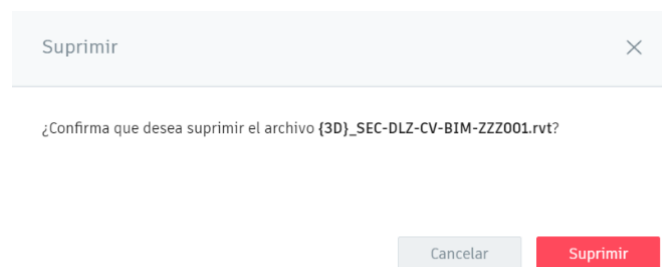 Suprimir
¿Confirma que desea suprimir el archivo {3D}_SEC-DLZ-CV-BIM-ZZZ001.rvt?
Cancelar
Suprimir